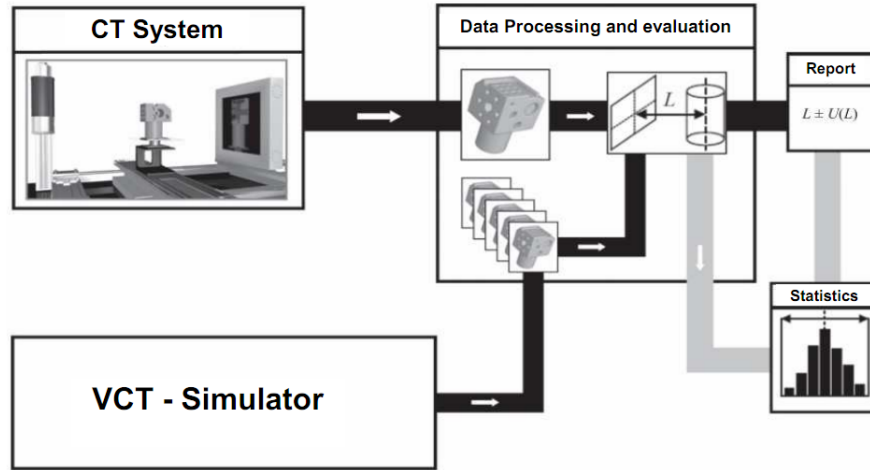 CT System
Data Processing and evaluation
Report
L
L ± U(L)
Statistics
VCT - Simulator